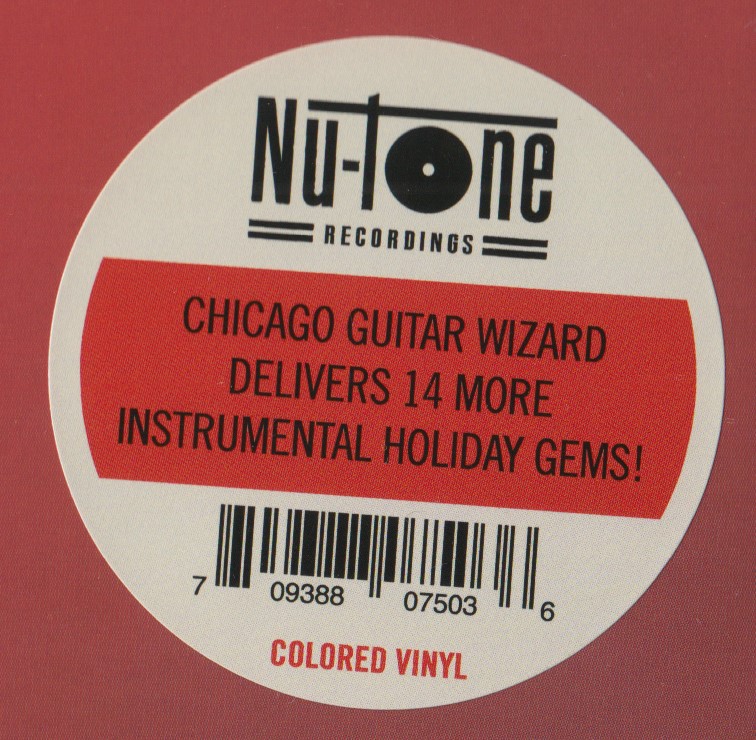 Nu-Tone
RECORDINGS
CHICAGO GUITAR WIZARD
DELIVERS 14 MORE
INSTRUMENTAL HOLIDAY GEMS!
7 09388 07503 6
COLORED VINYL